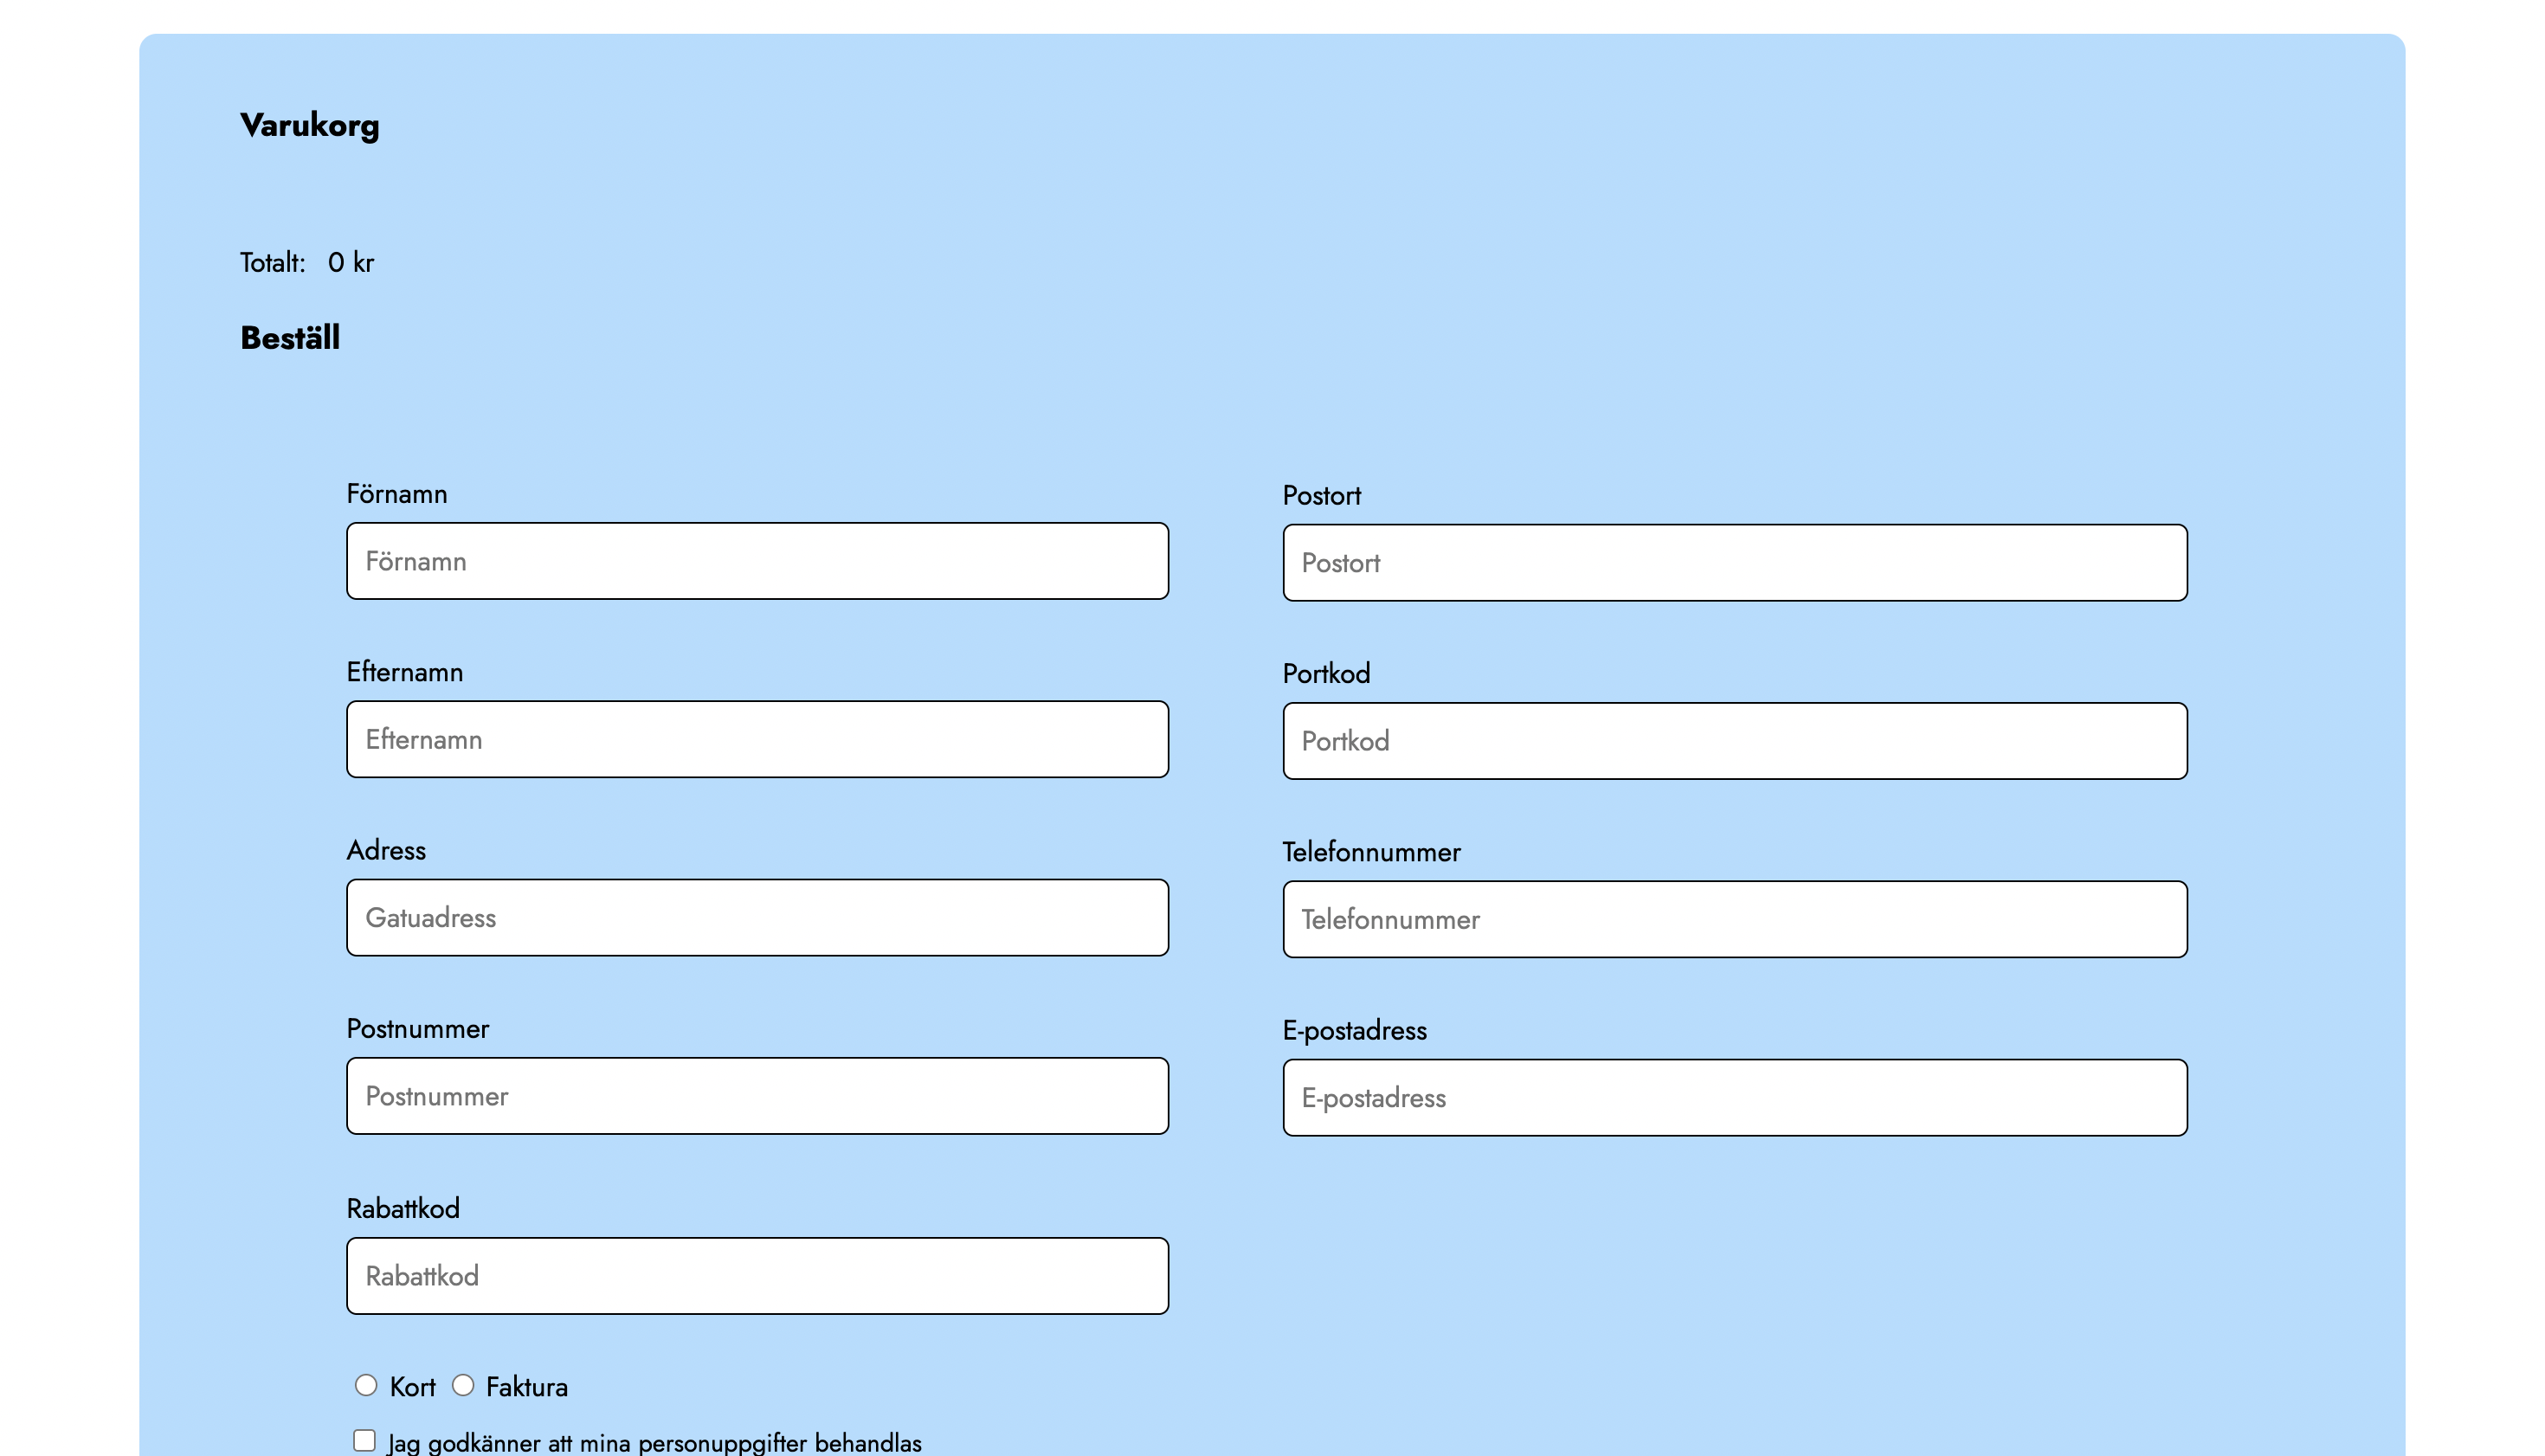 Varukorg
Totalt: 0 kr
Beställ
Förnamn
Förnamn
Efternamn
Efternamn
Adress
Gatuadress
Postnummer
Postnummer
Rabattkod
Rabattkod
Postort
Postort
Portkod
Portkod
Telefonnummer
Telefonnummer
E-postadress
E-postadress
Kort Faktura
Jag godkänner att mina personuppgifter behandlas